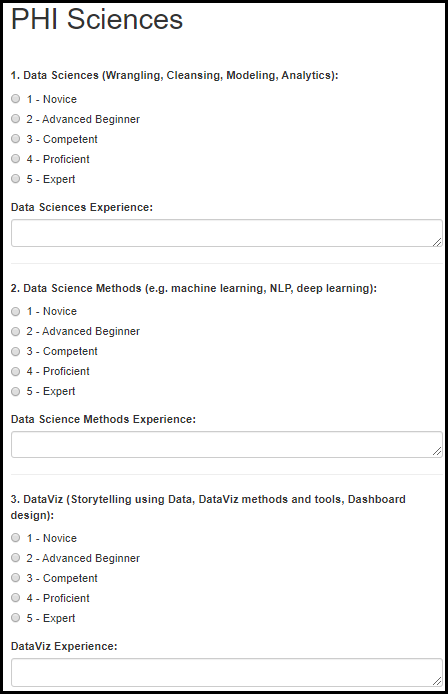 PHI Sciences
1. Data Sciences (Wrangling, Cleansing, Modeling, Analytics):
1 - Novice
2 - Advanced Beginner
3 - Competent
4 - Proficient
5 - Expert
Data Sciences Experience:
2. Data Science Methods (e.g. machine learning, NLP, deep learning):
1 - Novice
2 - Advanced Beginner
3 - Competent
4 - Proficient
5 - Expert
Data Science Methods Experience:
3. DataViz (Storytelling using Data, DataViz methods and tools, Dashboard
design):
1 - Novice
2 - Advanced Beginner
3 - Competent
4 - Proficient
5 - Expert
DataViz Experience: